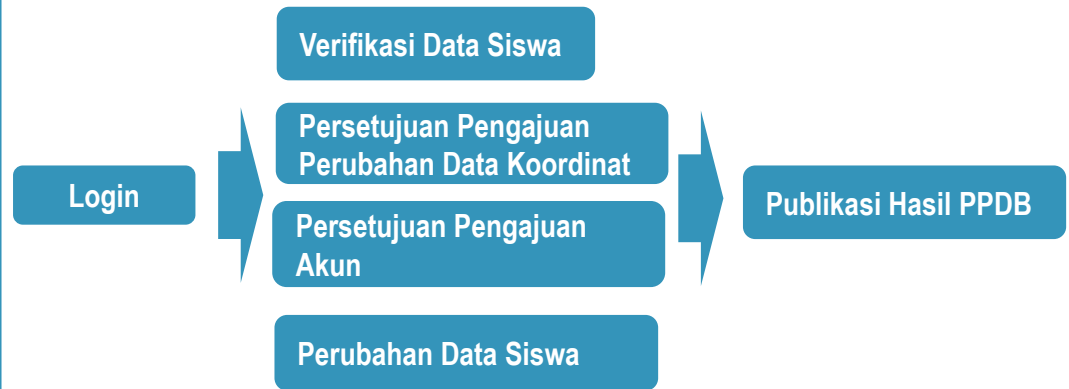 Login
Verifikasi Data Siswa
Persetujuan Pengajuan
Perubahan Data Koordinat
Persetujuan Pengajuan
Akun
Perubahan Data Siswa
Publikasi Hasil PPDB